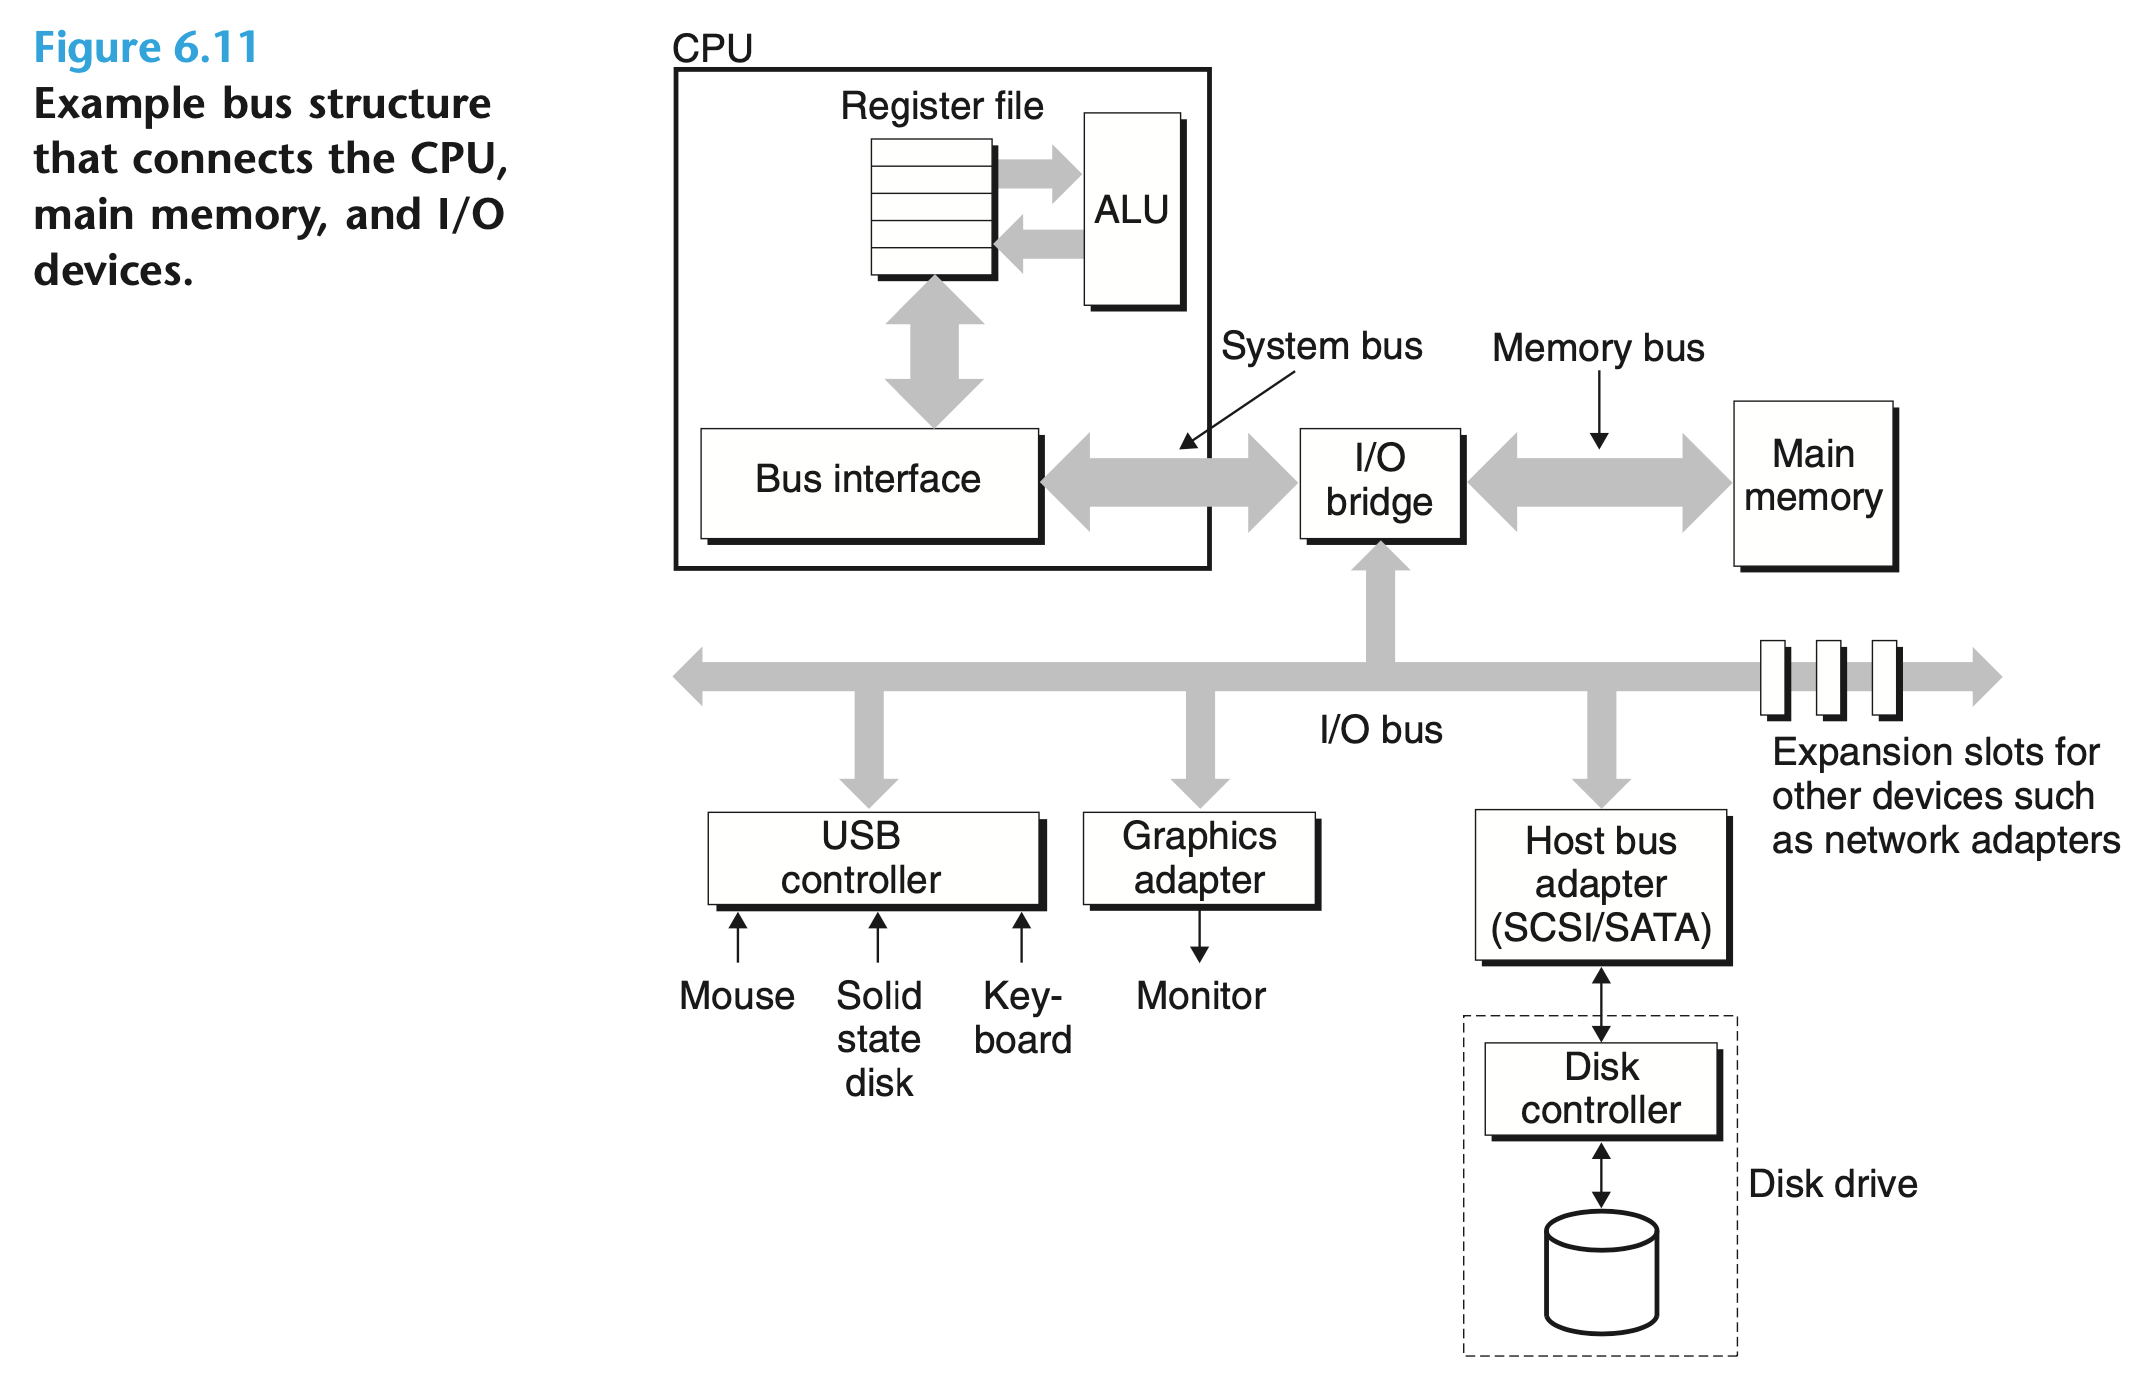 Figure 6.11
Example bus structure
that connects the CPU,
main memory, and I/O
devices.
CPU
Register file
ALU
System bus
Memory bus
Bus interface
I/O
bridge
Main
memory
I/O bus
Expansion slots for
other devices such
as network adapters
USB
controller
Graphics
adapter
Host bus
adapter
(SCSI/SATA)
Mouse
Solid
state
disk
Key-
board
Monitor
Disk
controller
Disk drive